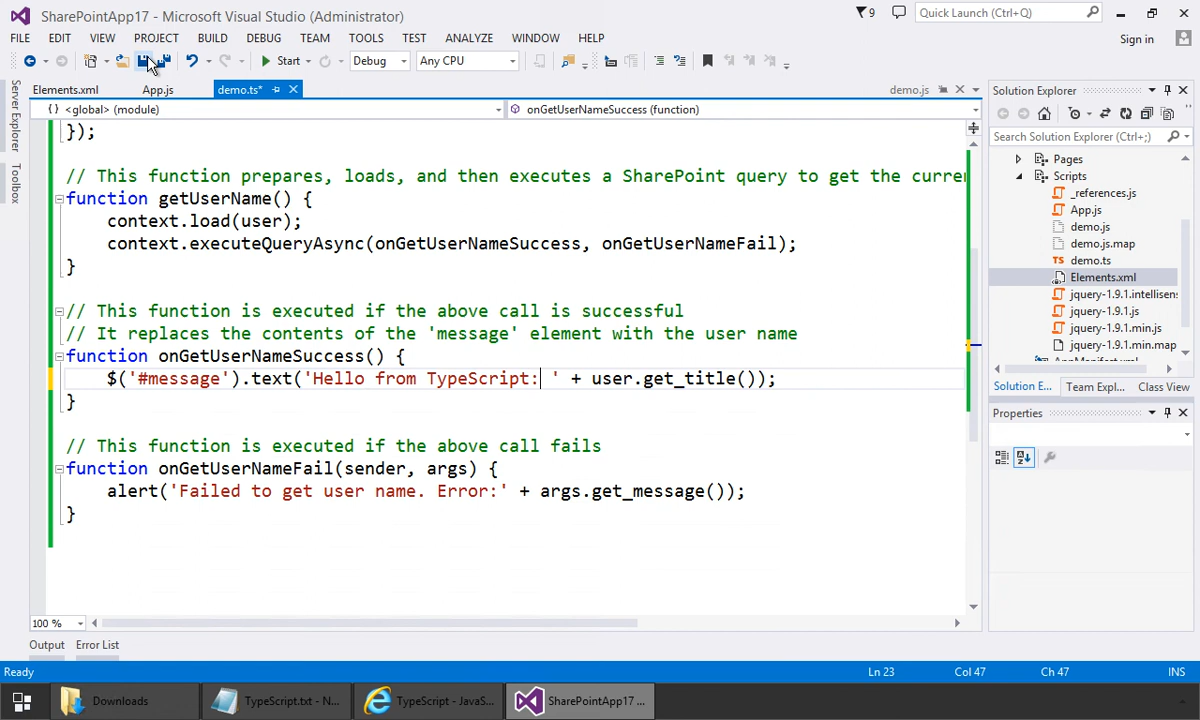 SharePointApp17 - Microsoft Visual Studio (Administrator)
9
Quick Launch (Ctrl+Q)
FILE EDIT VIEW PROJECT BUILD DEBUG TEAM TOOLS TEST ANALYZE WINDOW HELP
Sign in
Start Debug Any CPU
Server Explorer
Toolbox
Elements.xml App.js demo.ts* demo.js
{} <global> (module) onGetUserNameSuccess (function)
});
// This function prepares, loads, and then executes a SharePoint query to get the curre
function getUserName() {
context.load(user);
context.executeQueryAsync(onGetUserNameSuccess, onGetUserNameFail);
}
// This function is executed if the above call is successful
// It replaces the contents of the 'message' element with the user name
function onGetUserNameSuccess() {
$('#message').text('Hello from TypeScript: ' + user.get_title());
}
// This function is executed if the above call fails
function onGetUserNameFail(sender, args) {
alert('Failed to get user name. Error:' + args.get_message());
}
100 %
Output Error List
Solution Explorer
Search Solution Explorer (Ctrl+;)
Pages
Scripts
_references.js
App.js
demo.js
demo.js.map
demo.ts
Elements.xml
jquery-1.9.1.intellisens
jquery-1.9.1.js
jquery-1.9.1.min.js
jquery-1.9.1.min.map
AppManifest.xml
Solution E... Team Expl... Class View
Properties
Ready Ln 23 Col 47 Ch 47 INS
Downloads TypeScript.txt - N... TypeScript - JavaS... SharePointApp17 ...